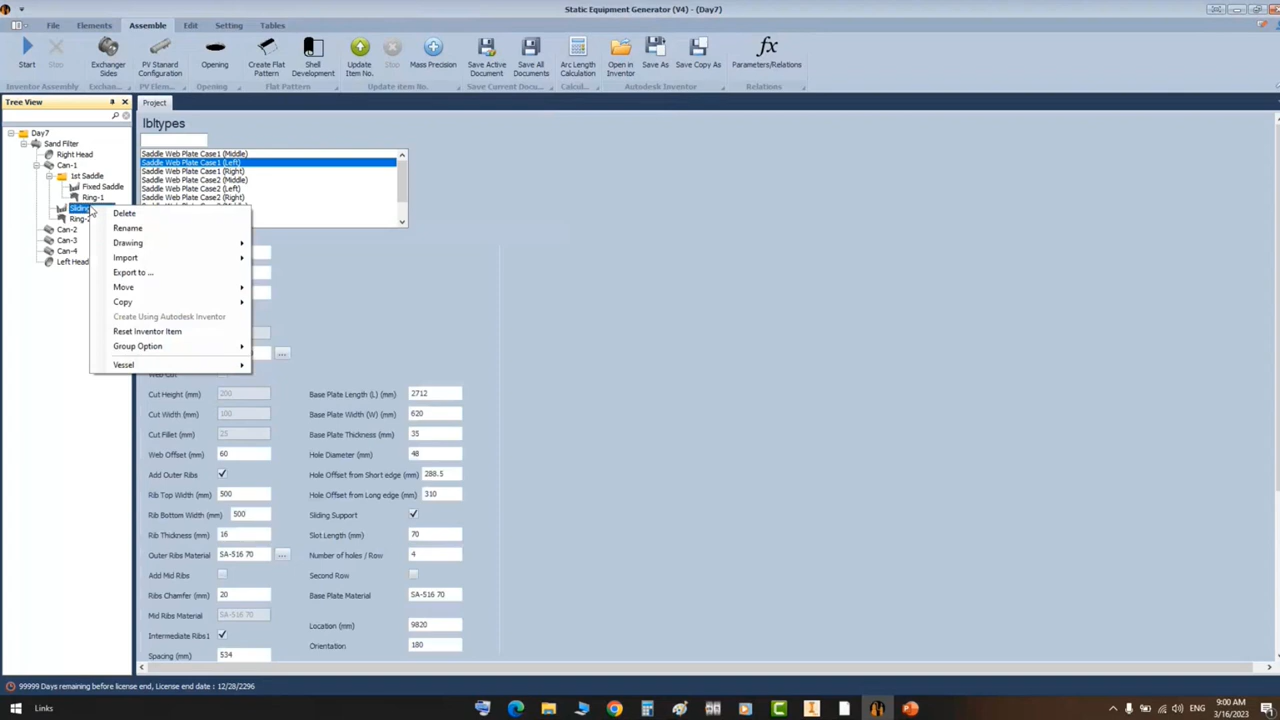 Static Equipment Generator (V4) - (Day7)
File Elements Assemble Edit Setting Tables
Start Stop Exchanger Sides PV Stanard Configuration Opening Create Flat Pattern Shell Development Update Item No. Stop Mass Precision Save Active Document Save All Documents Arc Length Calculation Open in Inventor Save As Save Copy As Parameters/Relations
Inventor Assembly Exchan... PV Elem... Opening Flat Pattern Update item No. Save Current Doc... Calcul... Autodesk Inventor Relations
Tree View
Project
lbltypes
Day7
Sand Filter
Right Head
Can-1
1st Saddle
Fixed Saddle
Ring-1
Sliding
Ring-2
Can-2
Can-3
Can-4
Left Head
Saddle Web Plate Case1 (Middle)
Saddle Web Plate Case1 (Left)
Saddle Web Plate Case1 (Right)
Saddle Web Plate Case2 (Middle)
Saddle Web Plate Case2 (Left)
Saddle Web Plate Case2 (Right)
Delete
Rename
Drawing
Import
Export to ...
Move
Copy
Create Using Autodesk Inventor
Reset Inventor Item
Group Option
Vessel
...
Cut Height (mm) 200 Base Plate Length (L) (mm) 2712
Cut Width (mm) 100 Base Plate Width (W) (mm) 620
Cut Fillet (mm) 25 Base Plate Thickness (mm) 35
Web Offset (mm) 60 Hole Diameter (mm) 48
Add Outer Ribs Hole Offset from Short edge (mm) 288.5
Rib Top Width (mm) 500 Hole Offset from Long edge (mm) 310
Rib Bottom Width (mm) 500 Sliding Support
Rib Thickness (mm) 16 Slot Length (mm) 70
Outer Ribs Material SA-516 70 ... Number of holes / Row 4
Add Mid Ribs Second Row
Ribs Chamfer (mm) 20 Base Plate Material SA-516 70
Mid Ribs Material SA-516 70
Location (mm) 9820
Intermediate Ribs1
Orientation 180
Spacing (mm) 534
99999 Days remaining before license end, License end date : 12/28/2296
Links
ENG
9:00 AM
3/16/2023